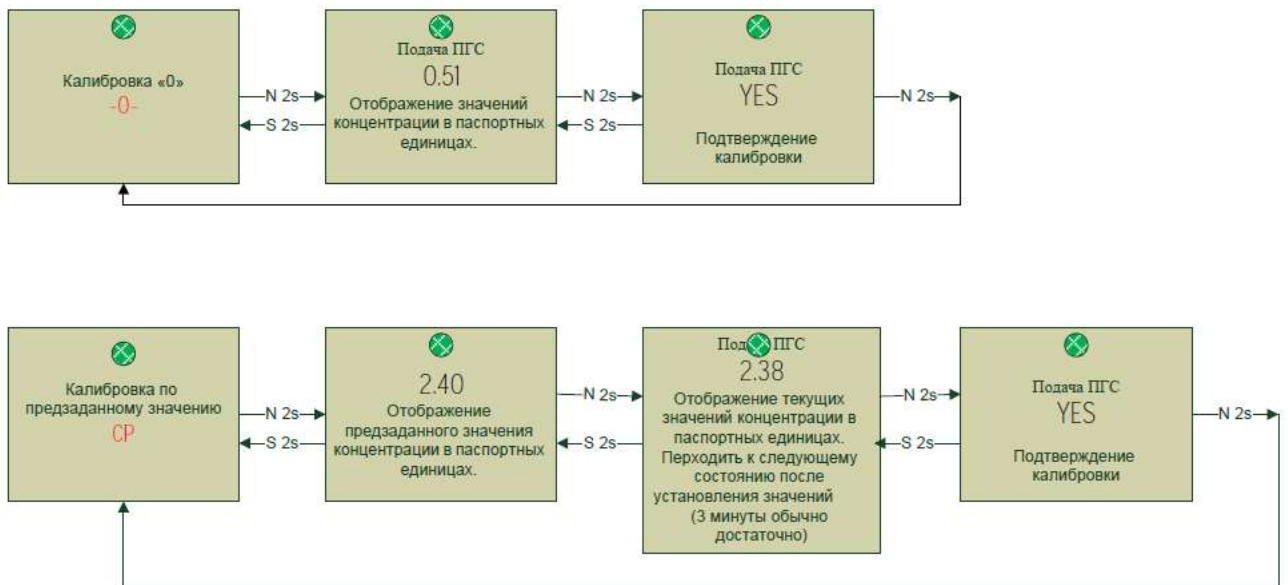 Калибровка «0»
-0-
N 2s
S 2s
Подача ПГС
0.51
Отображение значений
концентрации в паспортных
единицах.
N 2s
S 2s
Подача ПГС
YES
Подтверждение
калибровки
N 2s
Калибровка по
предзаданному значению
CP
N 2s
S 2s
2.40
Отображение
предзаданного значения
концентрации в паспортных
единицах.
N 2s
S 2s
ПГС
2.38
Отображение текущих
значений концентрации в
паспортных единицах.
Перходить к следующему
состоянию после
установления значений
(3 минуты обычно
достаточно)
N 2s
S 2s
Подача ПГС
YES
Подтверждение
калибровки
N 2s